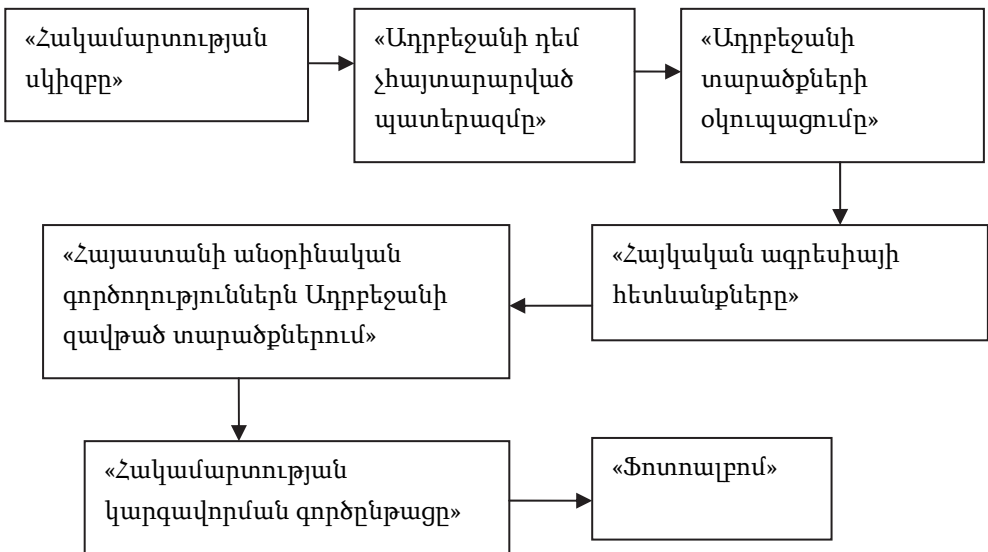 «Հակամարտության
սկիզբը»
«Ադրբեջանի դեմ
չհայտարարված
պատերազմը»
«Ադրբեջանի
տարածքների
օկուպացումը»
«Հայկական ագրեսիայի
հետևանքները»
«Հայաստանի անօրինական
գործողություններն Ադրբեջանի
զավթած տարածքներում»
«Հակամարտության
կարգավորման գործընթացը»
«Ֆոտոալբոմ»